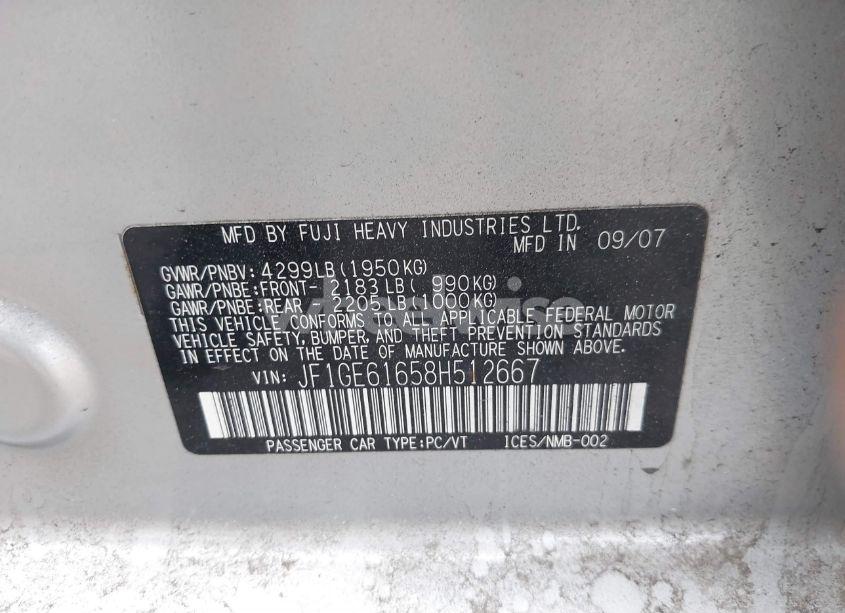 MFD BY FUJI HEAVY INDUSTRIES LTD.
MFD IN 09/07
GVWR/PNBV: 4299LB (1950KG)
GAWR/PNBE: FRONT- 2183LB ( 990KG)
GAWR/PNBE: REAR - 2205LB (1000KG)
THIS VEHICLE CONFORMS TO ALL APPLICABLE FEDERAL MOTOR
VEHICLE SAFETY, BUMPER, AND THEFT PREVENTION STANDARDS
IN EFFECT ON THE DATE OF MANUFACTURE SHOWN ABOVE.
VIN: JF1GE61658H512667
PASSENGER CAR TYPE:PC/VT ICES/NMB-002